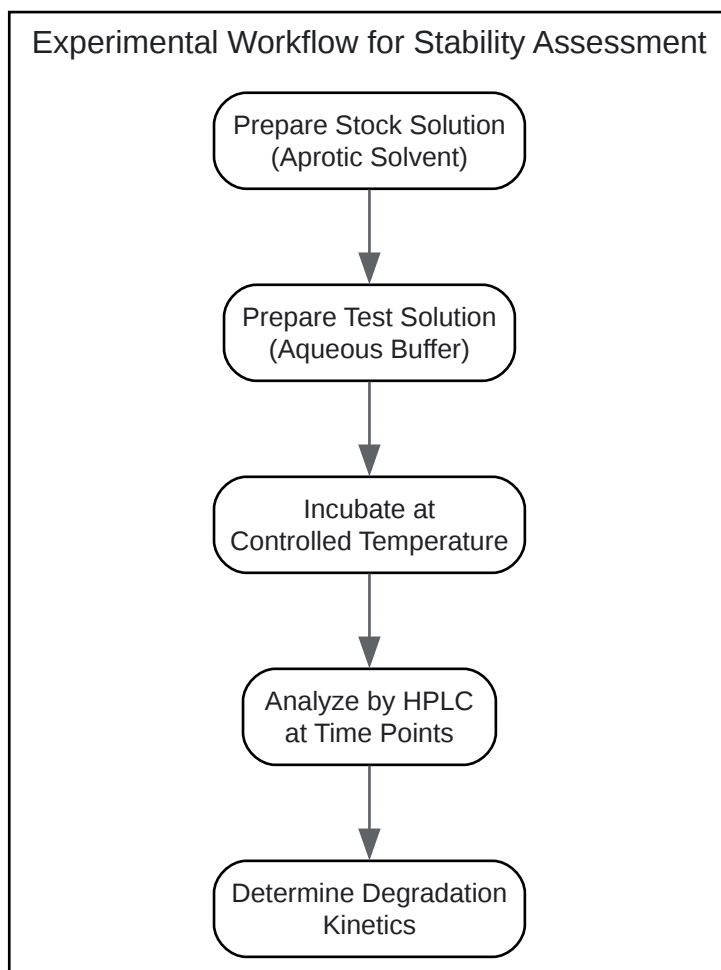 Experimental Workflow for Stability Assessment
Prepare Stock Solution
(Aprotic Solvent)
Prepare Test Solution
(Aqueous Buffer)
Incubate at
Controlled Temperature
Analyze by HPLC
at Time Points
Determine Degradation
Kinetics